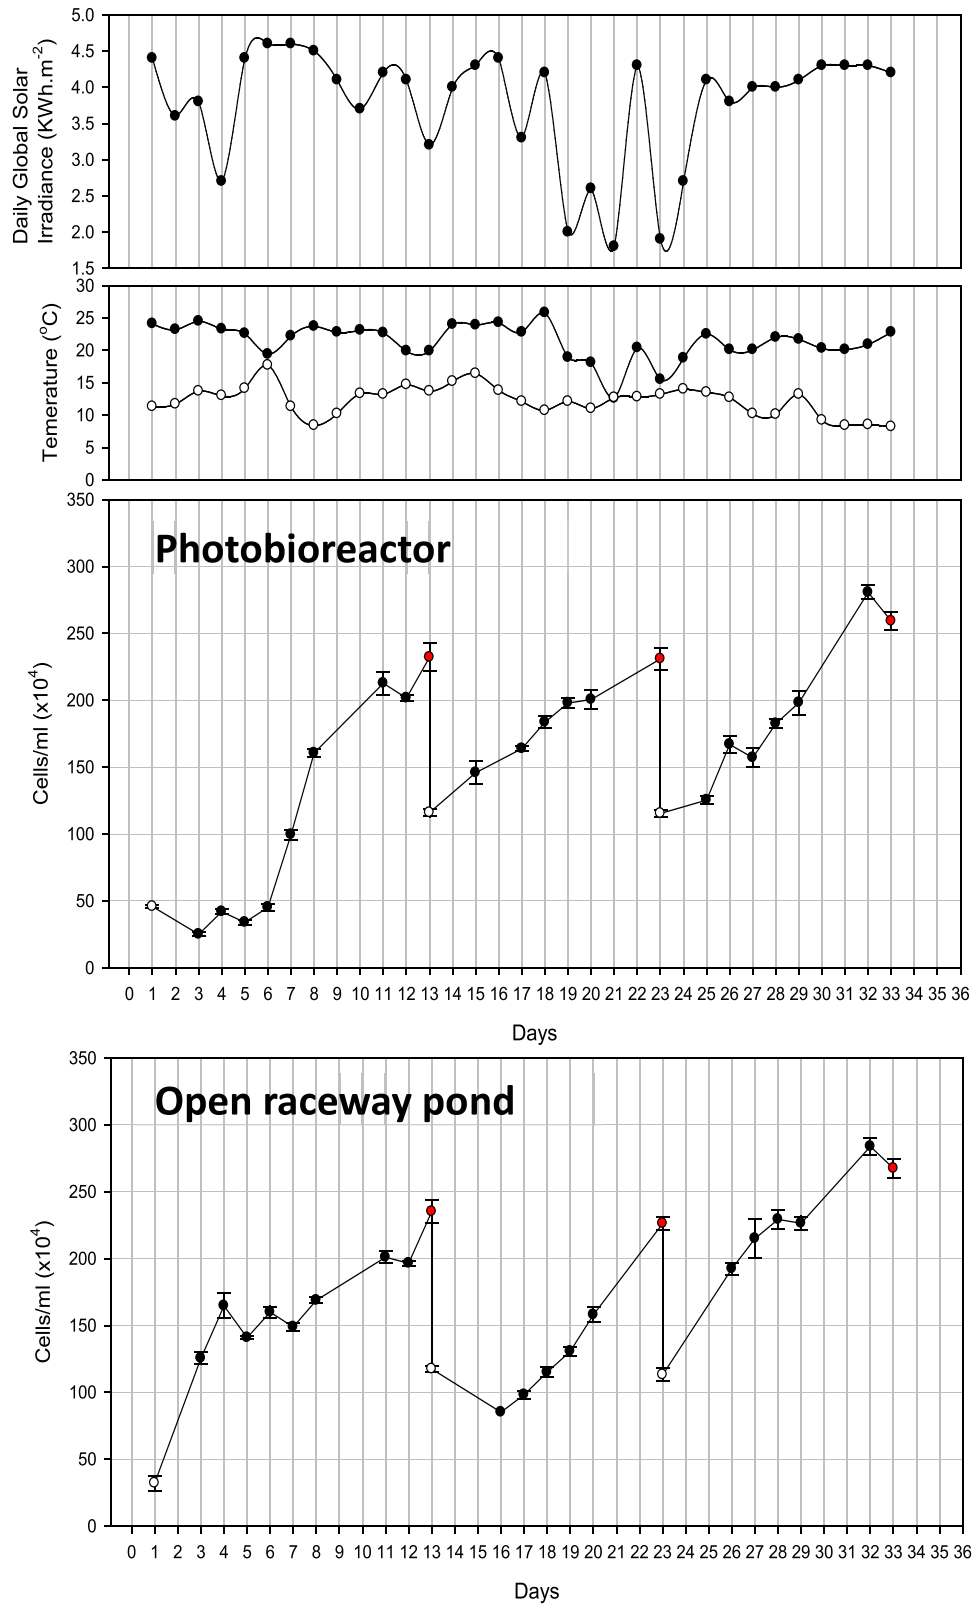 Daily Global Solar
Irradiance (KWh.m-2)
5.0
4.5
4.0
3.5
3.0
2.5
2.0
1.5
Temerature (oC)
30
25
20
15
10
5
0
Photobioreactor
Cells/ml (x104)
350
300
250
200
150
100
50
0
0 1 2 3 4 5 6 7 8 9 10 11 12 13 14 15 16 17 18 19 20 21 22 23 24 25 26 27 28 29 30 31 32 33 34 35 36
Days
Open raceway pond
Cells/ml (x104)
350
300
250
200
150
100
50
0
0 1 2 3 4 5 6 7 8 9 10 11 12 13 14 15 16 17 18 19 20 21 22 23 24 25 26 27 28 29 30 31 32 33 34 35 36
Days